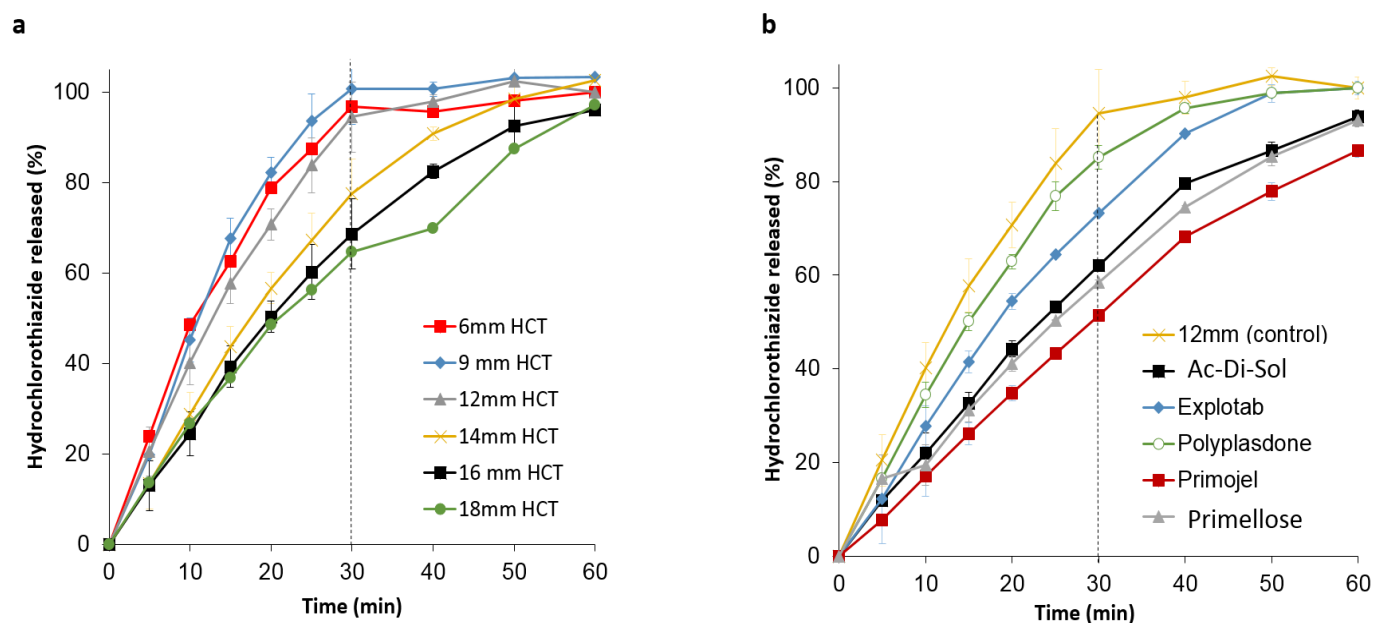 a
Hydrochlorothiazide released (%)
100
80
60
40
20
0
0 10 20 30 40 50 60
Time (min)
6mm HCT
9 mm HCT
12mm HCT
14mm HCT
16 mm HCT
18mm HCT
b
Hydrochlorothiazide released (%)
100
80
60
40
20
0
0 10 20 30 40 50 60
Time (min)
12mm (control)
Ac-Di-Sol
Explotab
Polyplasdone
Primojel
Primellose